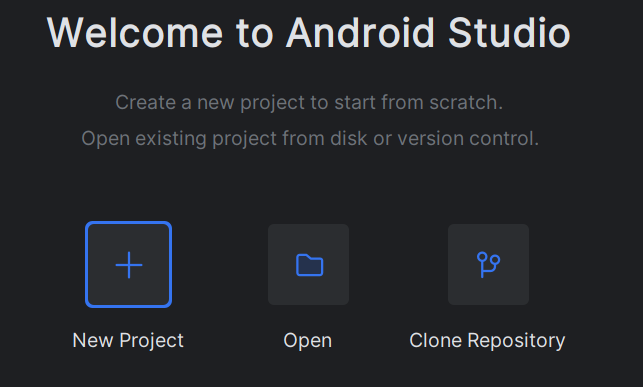 Welcome to Android Studio
Create a new project to start from scratch.
Open existing project from disk or version control.
New Project
Open
Clone Repository